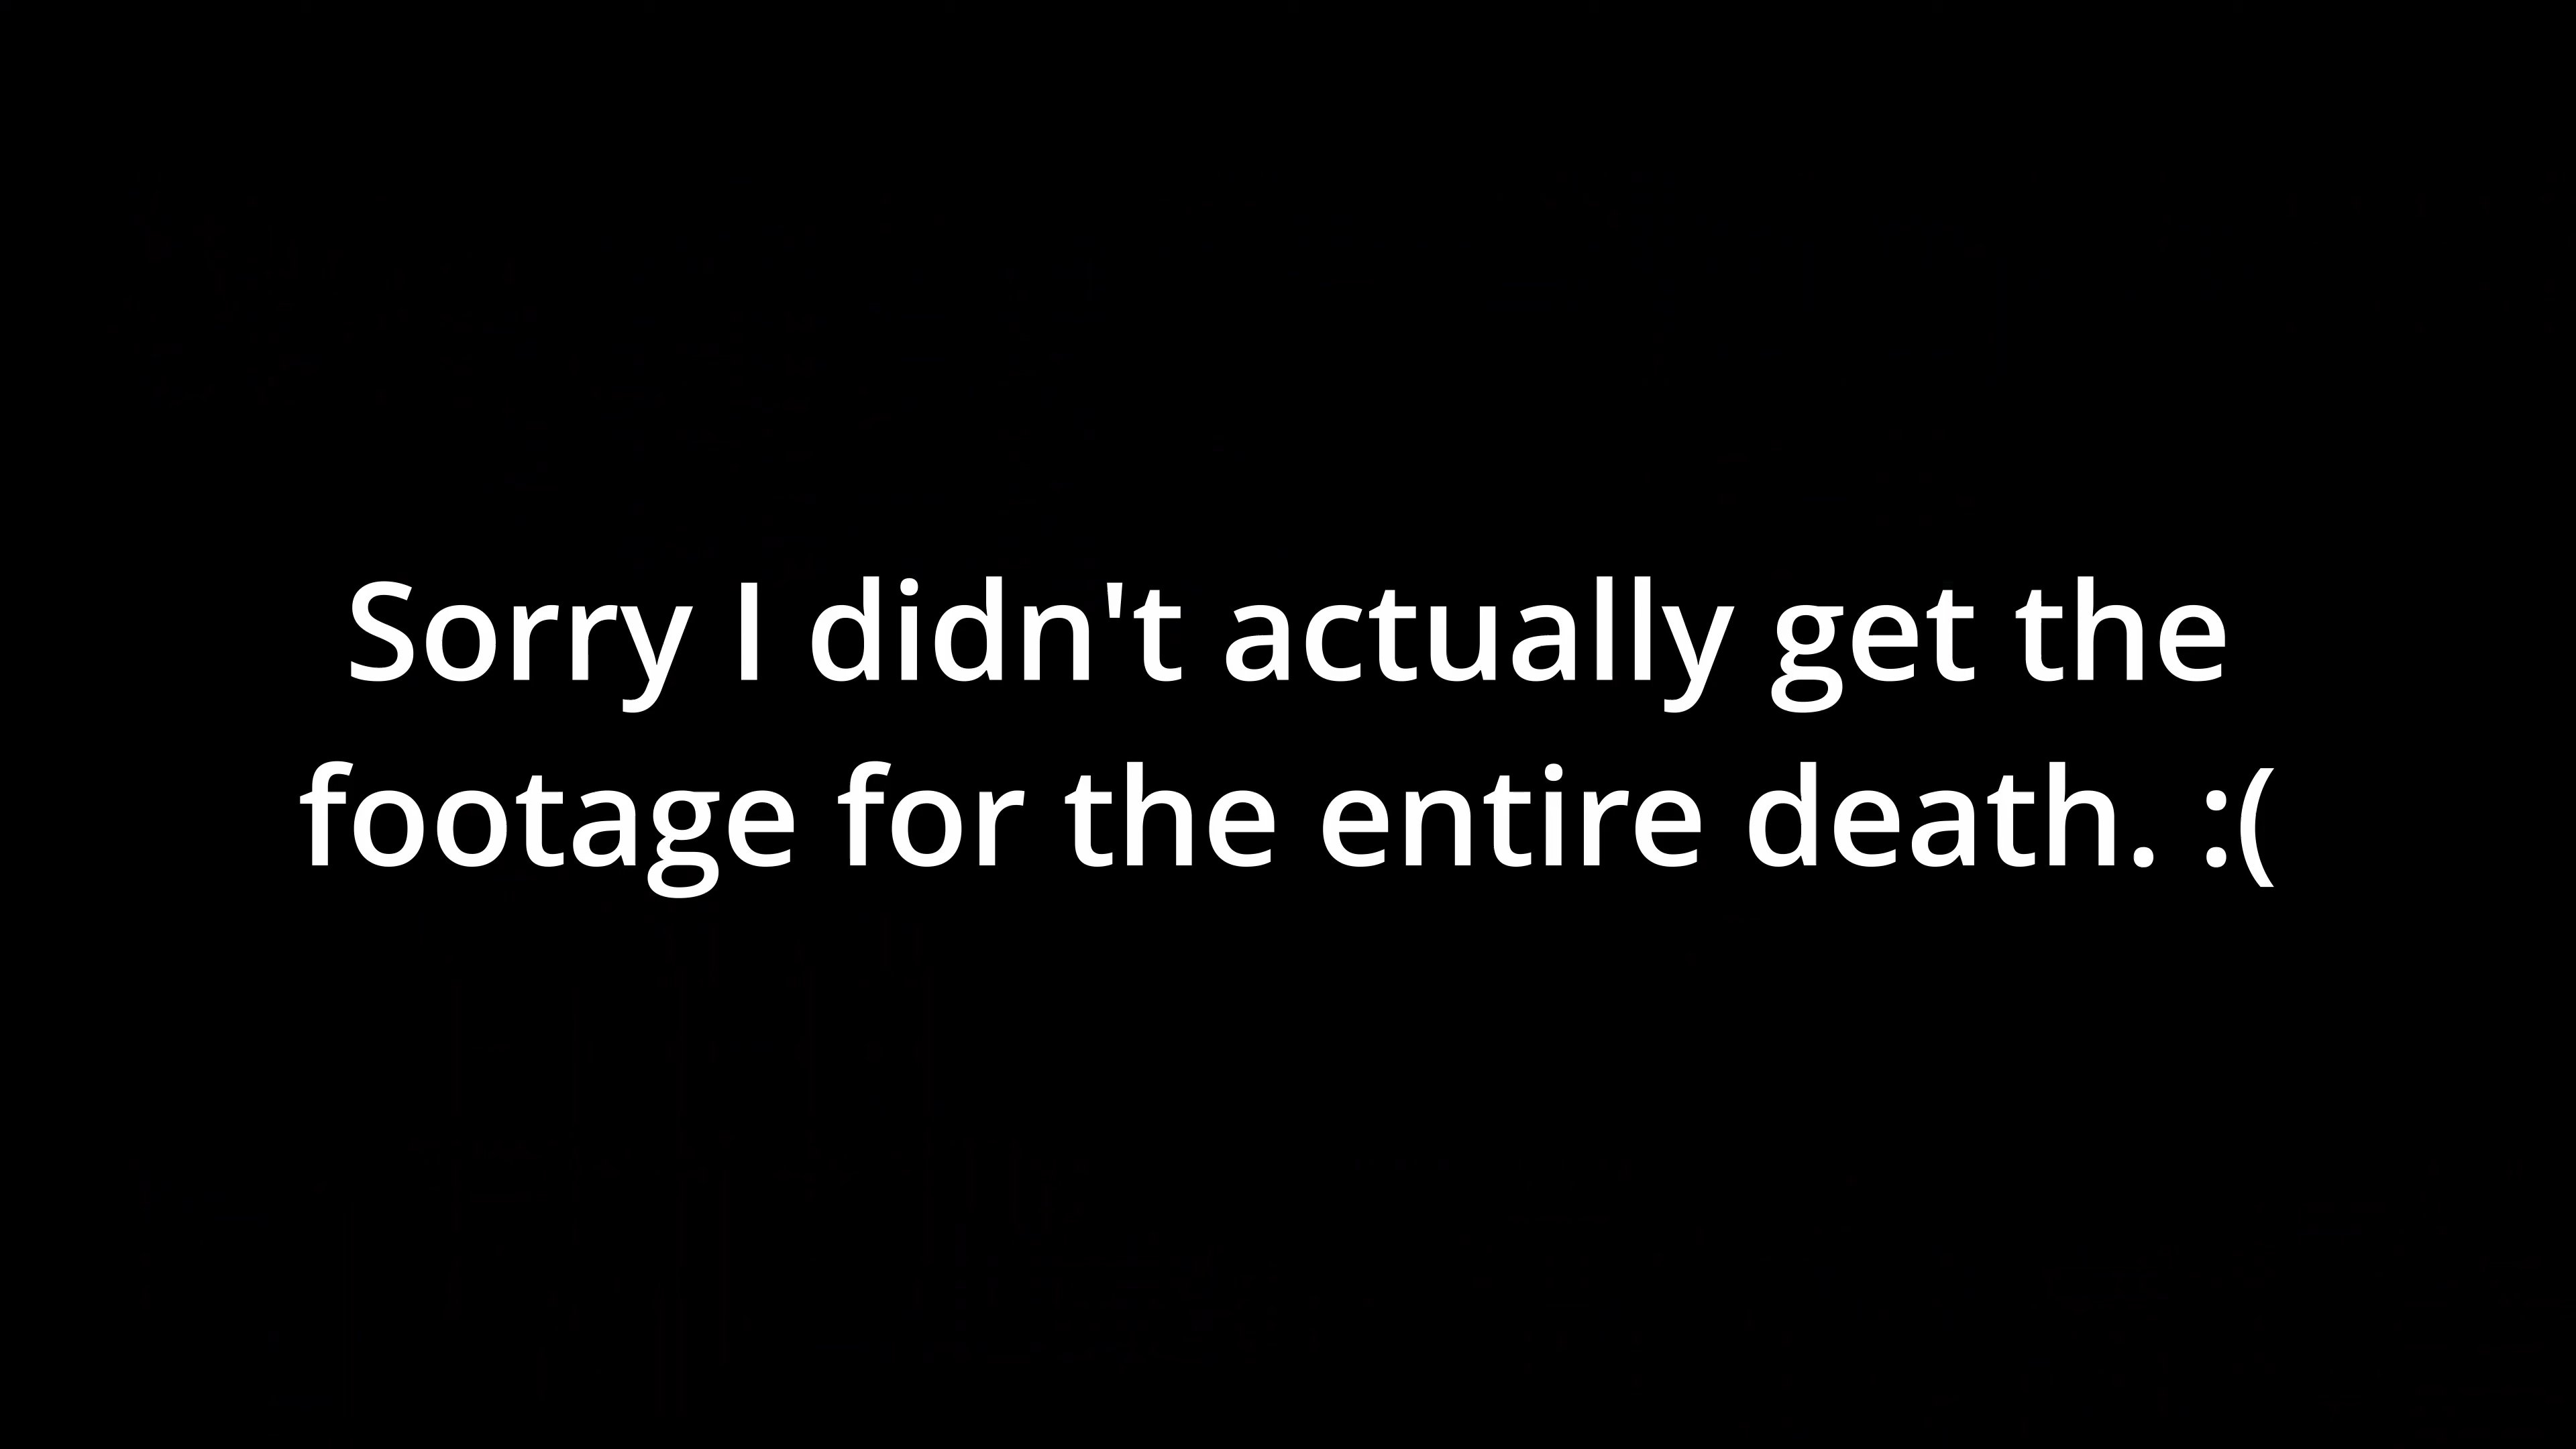 Sorry I didn't actually get the
footage for the entire death. :(